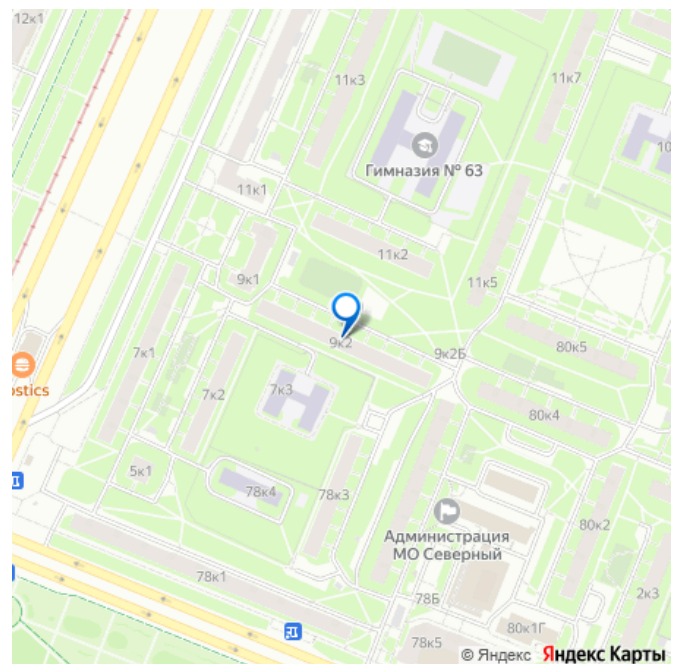 12к1
11к3
11к7
10
Гимназия № 63
11к1
11к2
9к1
11к5
7к1
9к2
9к2Б
80к5
ostics
7к2
7к3
80к4
5к1
78к4
78к3
Администрация
МО Северный
80к2
78к1
78Б
2к3
80к1Г
78к5
© Яндекс Яндекс Карты